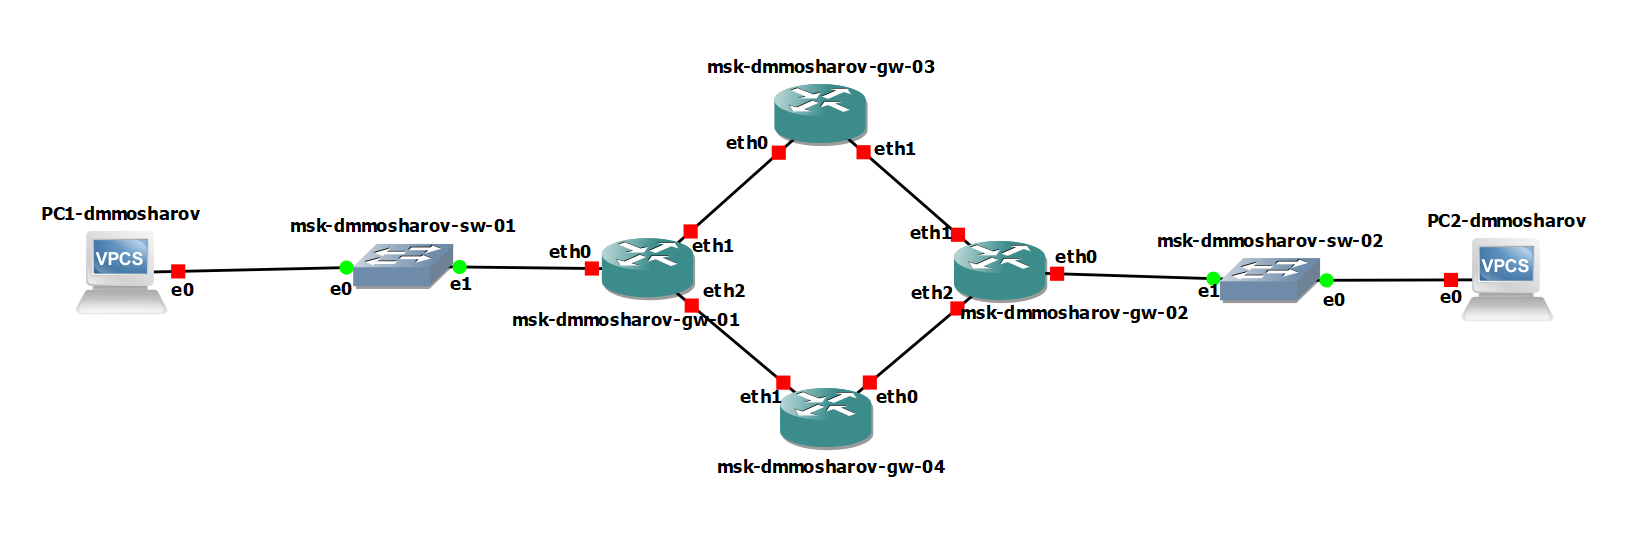 msk-dmmosharov-gw-03
eth0
eth1
PC1-dmmosharov
VPCS
e0
msk-dmmosharov-sw-01
e0
e1
eth0
eth1
eth2
msk-dmmosharov-gw-01
eth1
eth0
eth2
msk-dmmosharov-gw-02
msk-dmmosharov-sw-02
e1
e0
PC2-dmmosharov
VPCS
e0
eth1
eth0
msk-dmmosharov-gw-04